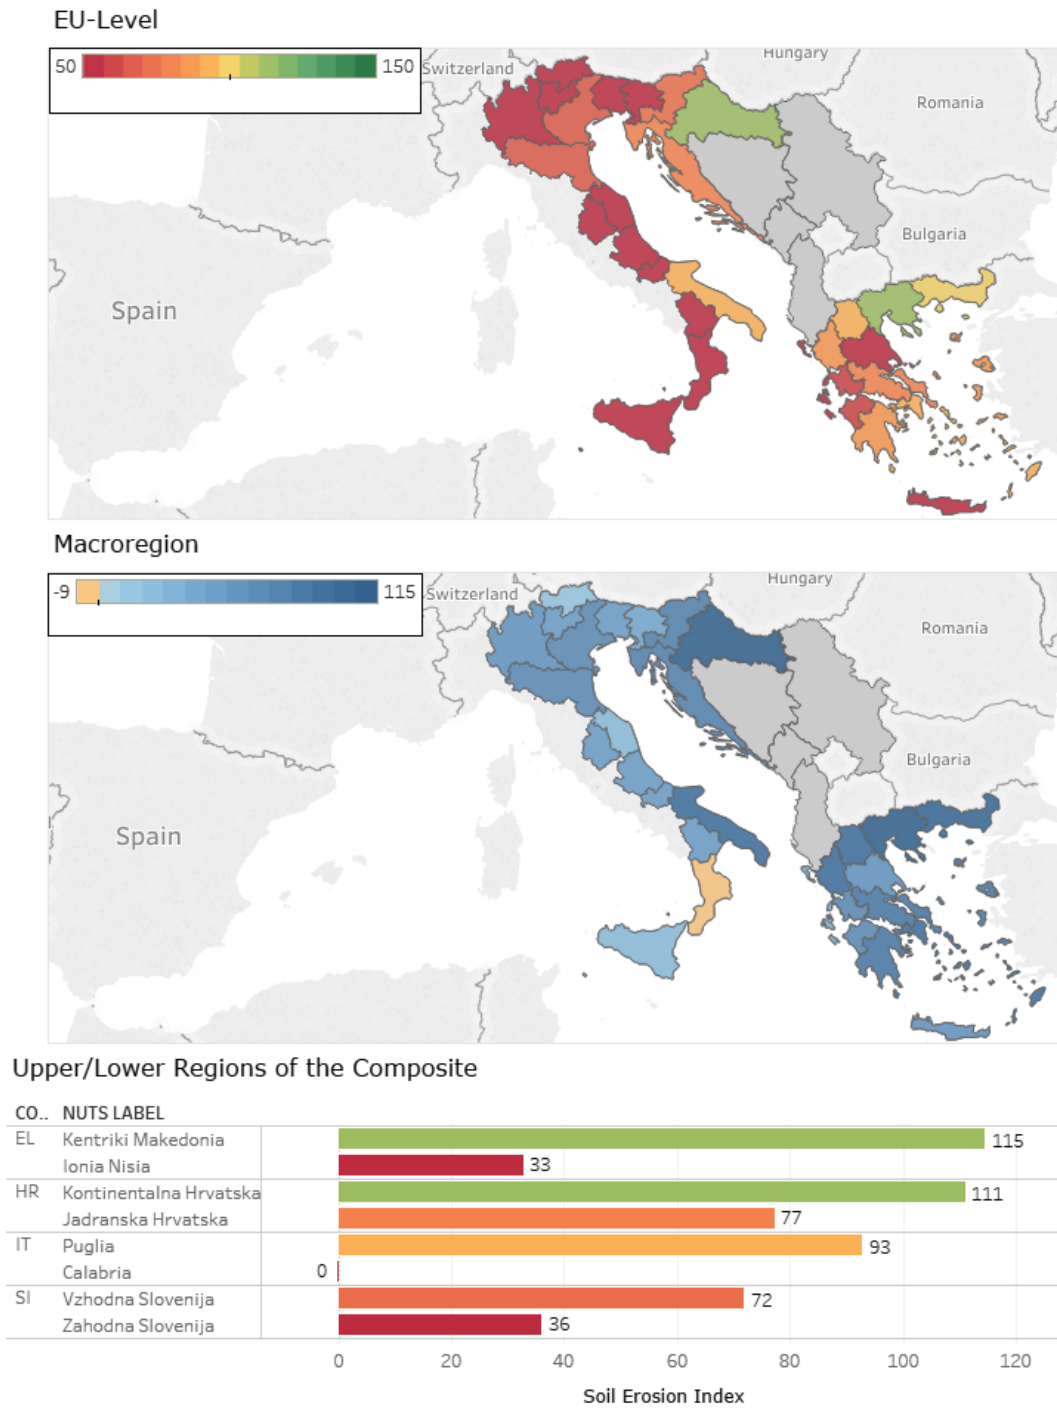 EU-Level
50 150
Switzerland
Hungary
Romania
Bulgaria
Spain
Macroregion
-9 115
Switzerland
Hungary
Romania
Bulgaria
Spain
Upper/Lower Regions of the Composite
CO.. NUTS LABEL
EL Kentriki Makedonia 115
Ionia Nisia 33
HR Kontinentalna Hrvatska 111
Jadranska Hrvatska 77
IT Puglia 93
Calabria 0
SI Vzhodna Slovenija 72
Zahodna Slovenija 36
0 20 40 60 80 100 120
Soil Erosion Index